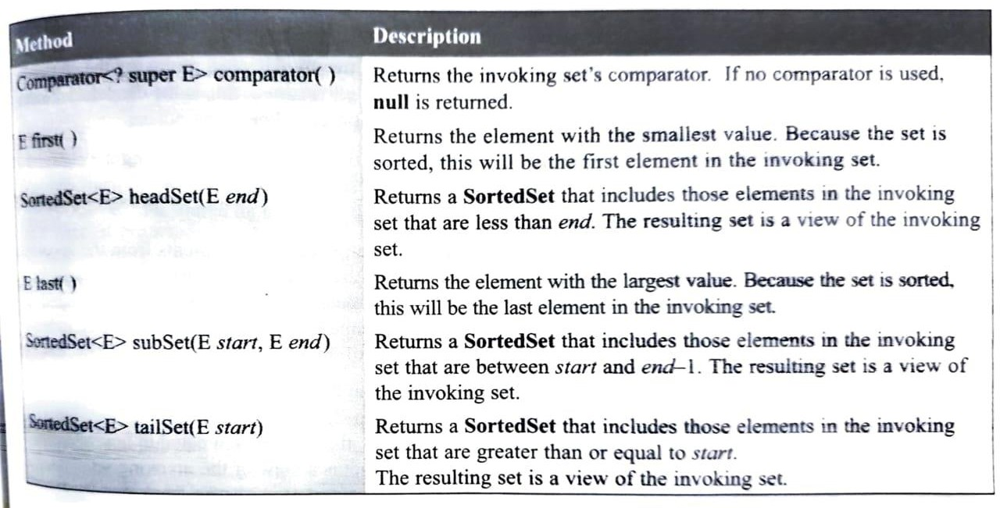 Method Description
Comparator<? super E> comparator( ) Returns the invoking set's comparator. If no comparator is used,
null is returned.
E first( ) Returns the element with the smallest value. Because the set is
sorted, this will be the first element in the invoking set.
SortedSet<E> headSet(E end) Returns a SortedSet that includes those elements in the invoking
set that are less than end. The resulting set is a view of the invoking
set.
E last( ) Returns the element with the largest value. Because the set is sorted,
this will be the last element in the invoking set.
SortedSet<E> subSet(E start, E end) Returns a SortedSet that includes those elements in the invoking
set that are between start and end–1. The resulting set is a view of
the invoking set.
SortedSet<E> tailSet(E start) Returns a SortedSet that includes those elements in the invoking
set that are greater than or equal to start.
The resulting set is a view of the invoking set.